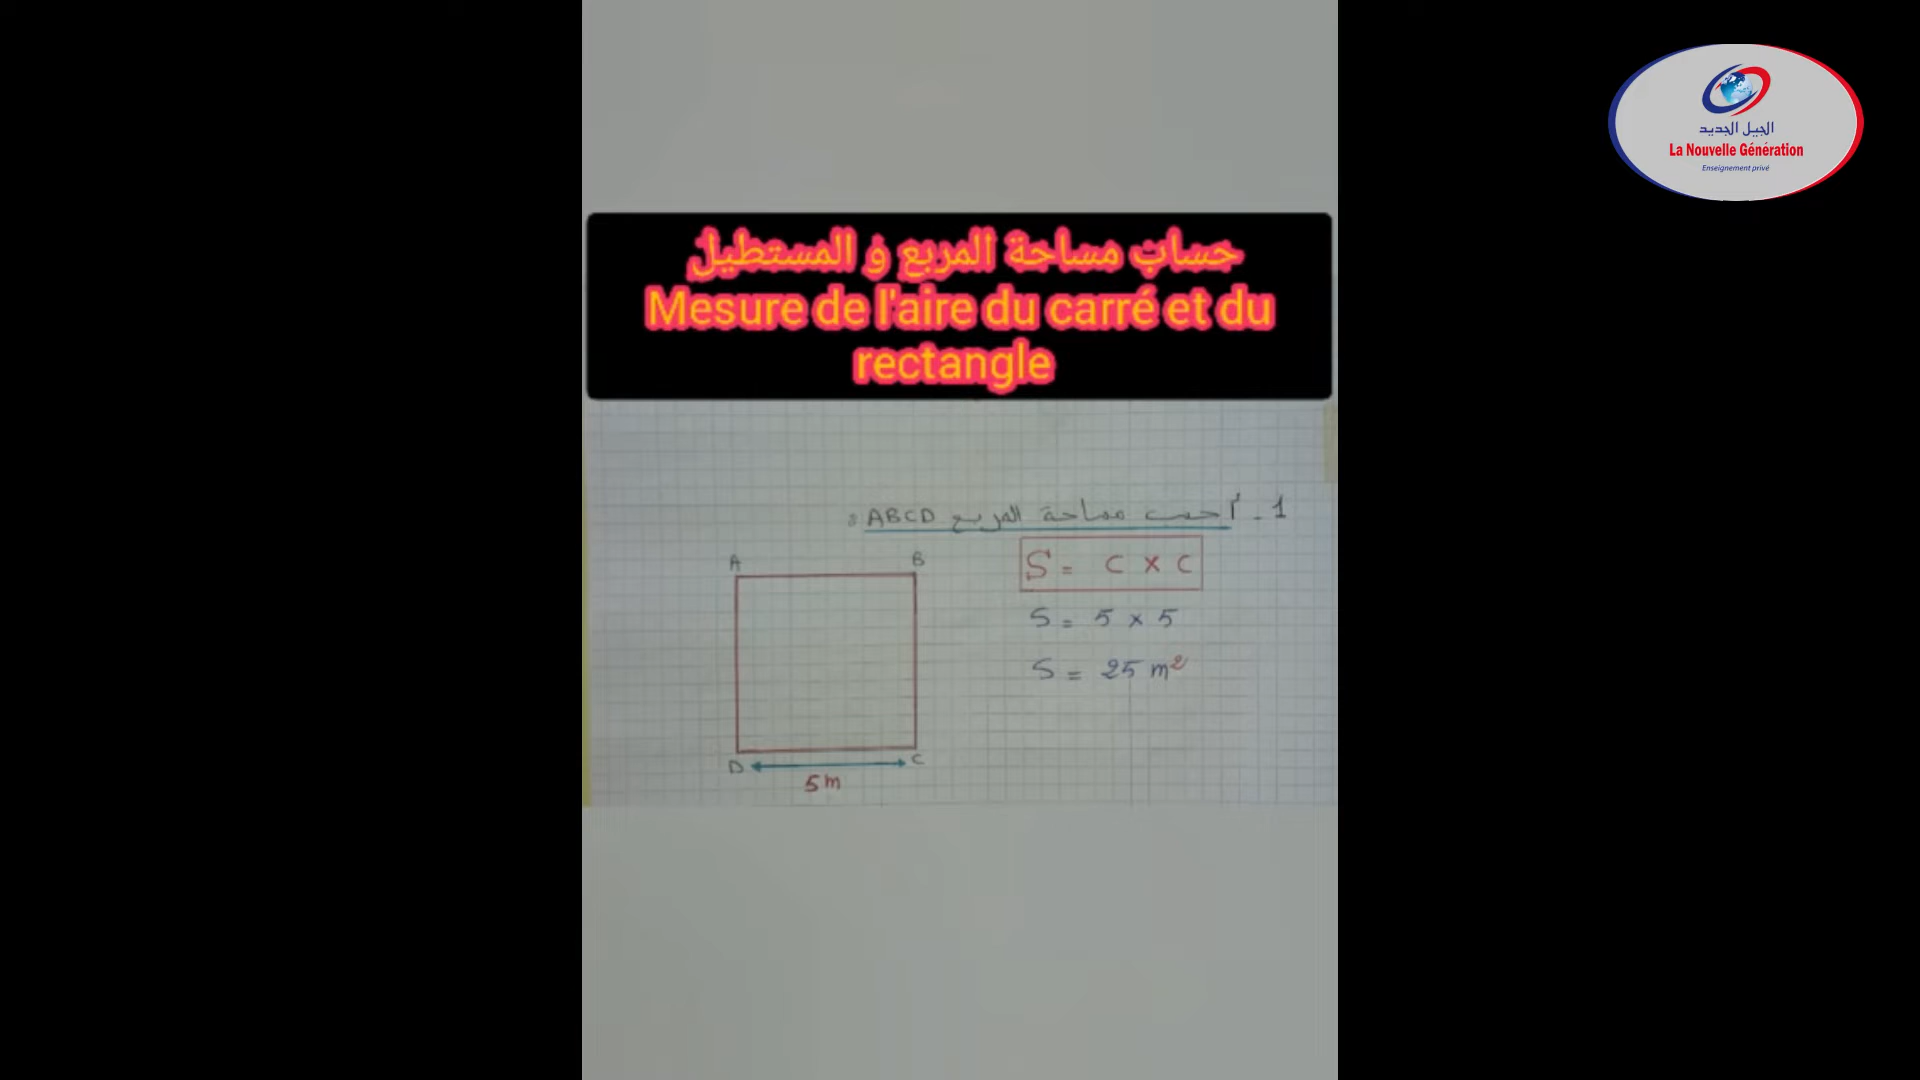 الجيل الجديد
La Nouvelle Génération
Enseignement privé
حساب مساحة المربع و المستطيل
Mesure de l'aire du carré et du
rectangle
1 - أحسب مساحة المربع ABCD :
A B
S = C x C
S = 5 x 5
S = 25 m²
D C
5m